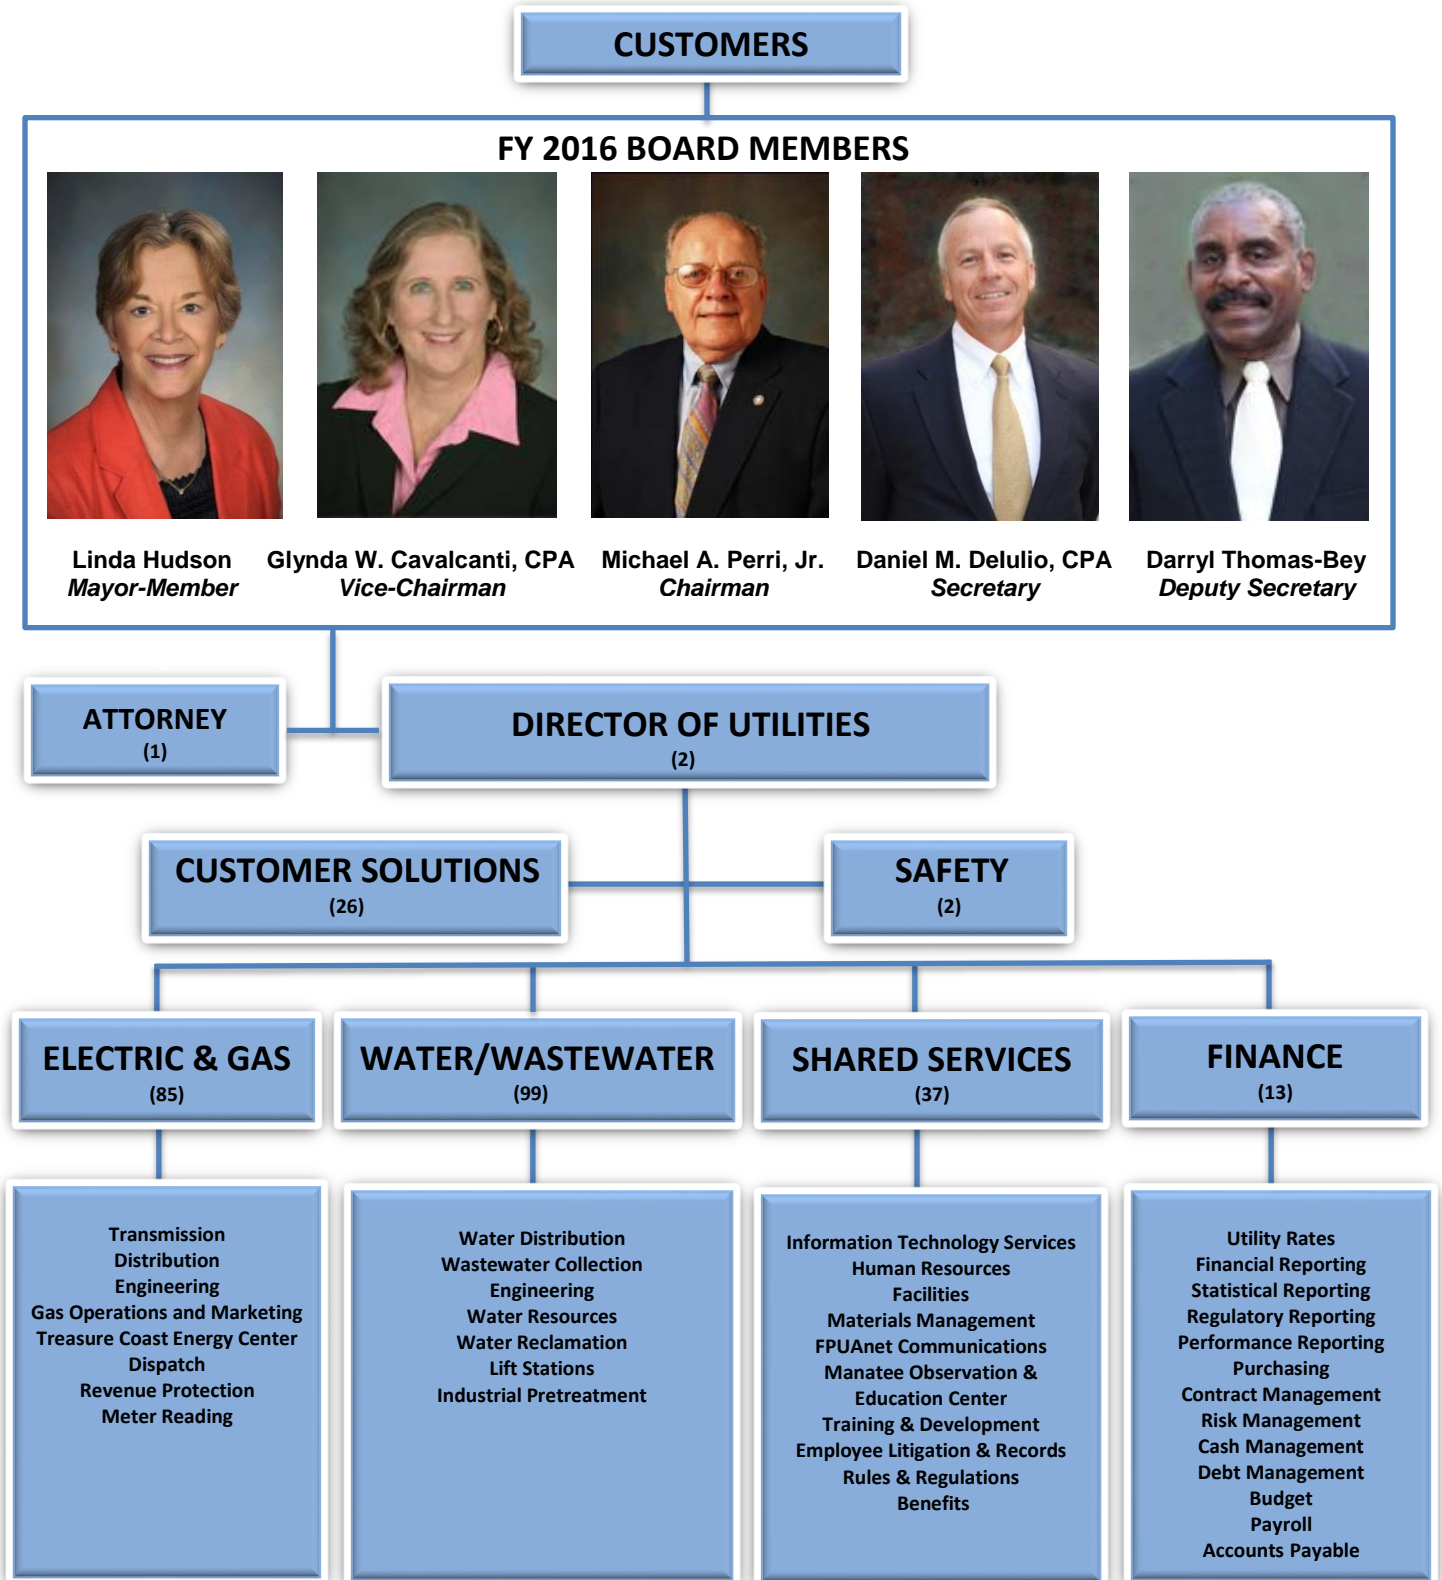 CUSTOMERS
FY 2016 BOARD MEMBERS
Linda Hudson
Mayor-Member
Glynda W. Cavalcanti, CPA
Vice-Chairman
Michael A. Perri, Jr.
Chairman
Daniel M. DeIulio, CPA
Secretary
Darryl Thomas-Bey
Deputy Secretary
ATTORNEY
(1)
DIRECTOR OF UTILITIES
(2)
CUSTOMER SOLUTIONS
(26)
SAFETY
(2)
ELECTRIC & GAS
(85)
WATER/WASTEWATER
(99)
SHARED SERVICES
(37)
FINANCE
(13)
Transmission
Distribution
Engineering
Gas Operations and Marketing
Treasure Coast Energy Center
Dispatch
Revenue Protection
Meter Reading
Water Distribution
Wastewater Collection
Engineering
Water Resources
Water Reclamation
Lift Stations
Industrial Pretreatment
Information Technology Services
Human Resources
Facilities
Materials Management
FPUAnet Communications
Manatee Observation &
Education Center
Training & Development
Employee Litigation & Records
Rules & Regulations
Benefits
Utility Rates
Financial Reporting
Statistical Reporting
Regulatory Reporting
Performance Reporting
Purchasing
Contract Management
Risk Management
Cash Management
Debt Management
Budget
Payroll
Accounts Payable